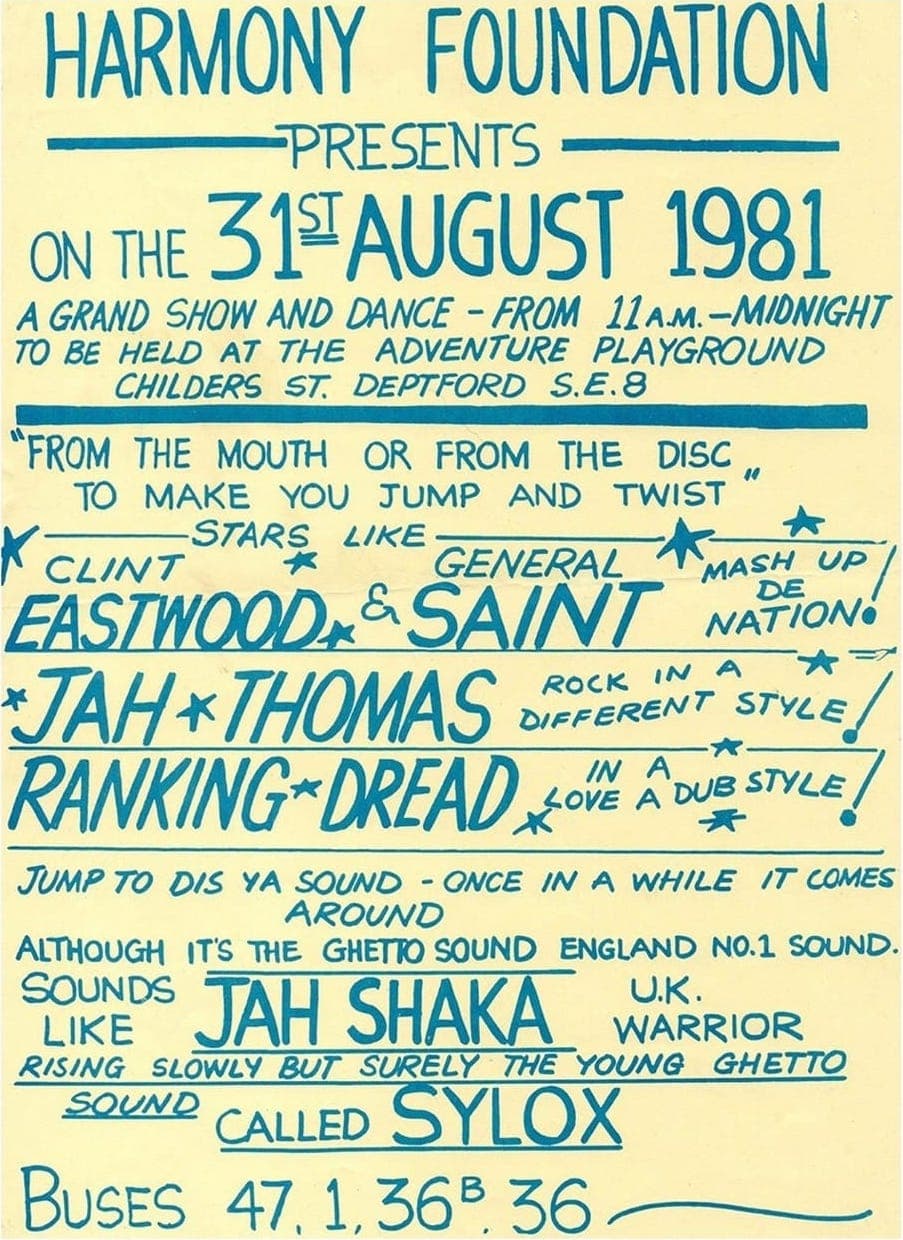 HARMONY FOUNDATION
PRESENTS
ON THE 31ST AUGUST 1981
A GRAND SHOW AND DANCE - FROM 11 A.M. - MIDNIGHT
TO BE HELD AT THE ADVENTURE PLAYGROUND
CHILDERS ST. DEPTFORD S.E.8
"FROM THE MOUTH OR FROM THE DISC
TO MAKE YOU JUMP AND TWIST"
STARS LIKE
CLINT EASTWOOD & GENERAL SAINT
MASH UP
DE
NATION!
JAH THOMAS
ROCK IN A
DIFFERENT STYLE!
RANKING DREAD
IN A
LOVE A DUB STYLE!
JUMP TO DIS YA SOUND - ONCE IN A WHILE IT COMES
AROUND
ALTHOUGH IT'S THE GHETTO SOUND ENGLAND NO.1 SOUND.
SOUNDS
LIKE
JAH SHAKA
U.K.
WARRIOR
RISING SLOWLY BUT SURELY THE YOUNG GHETTO
SOUND CALLED SYLOX
BUSES 47, 1, 36B, 36